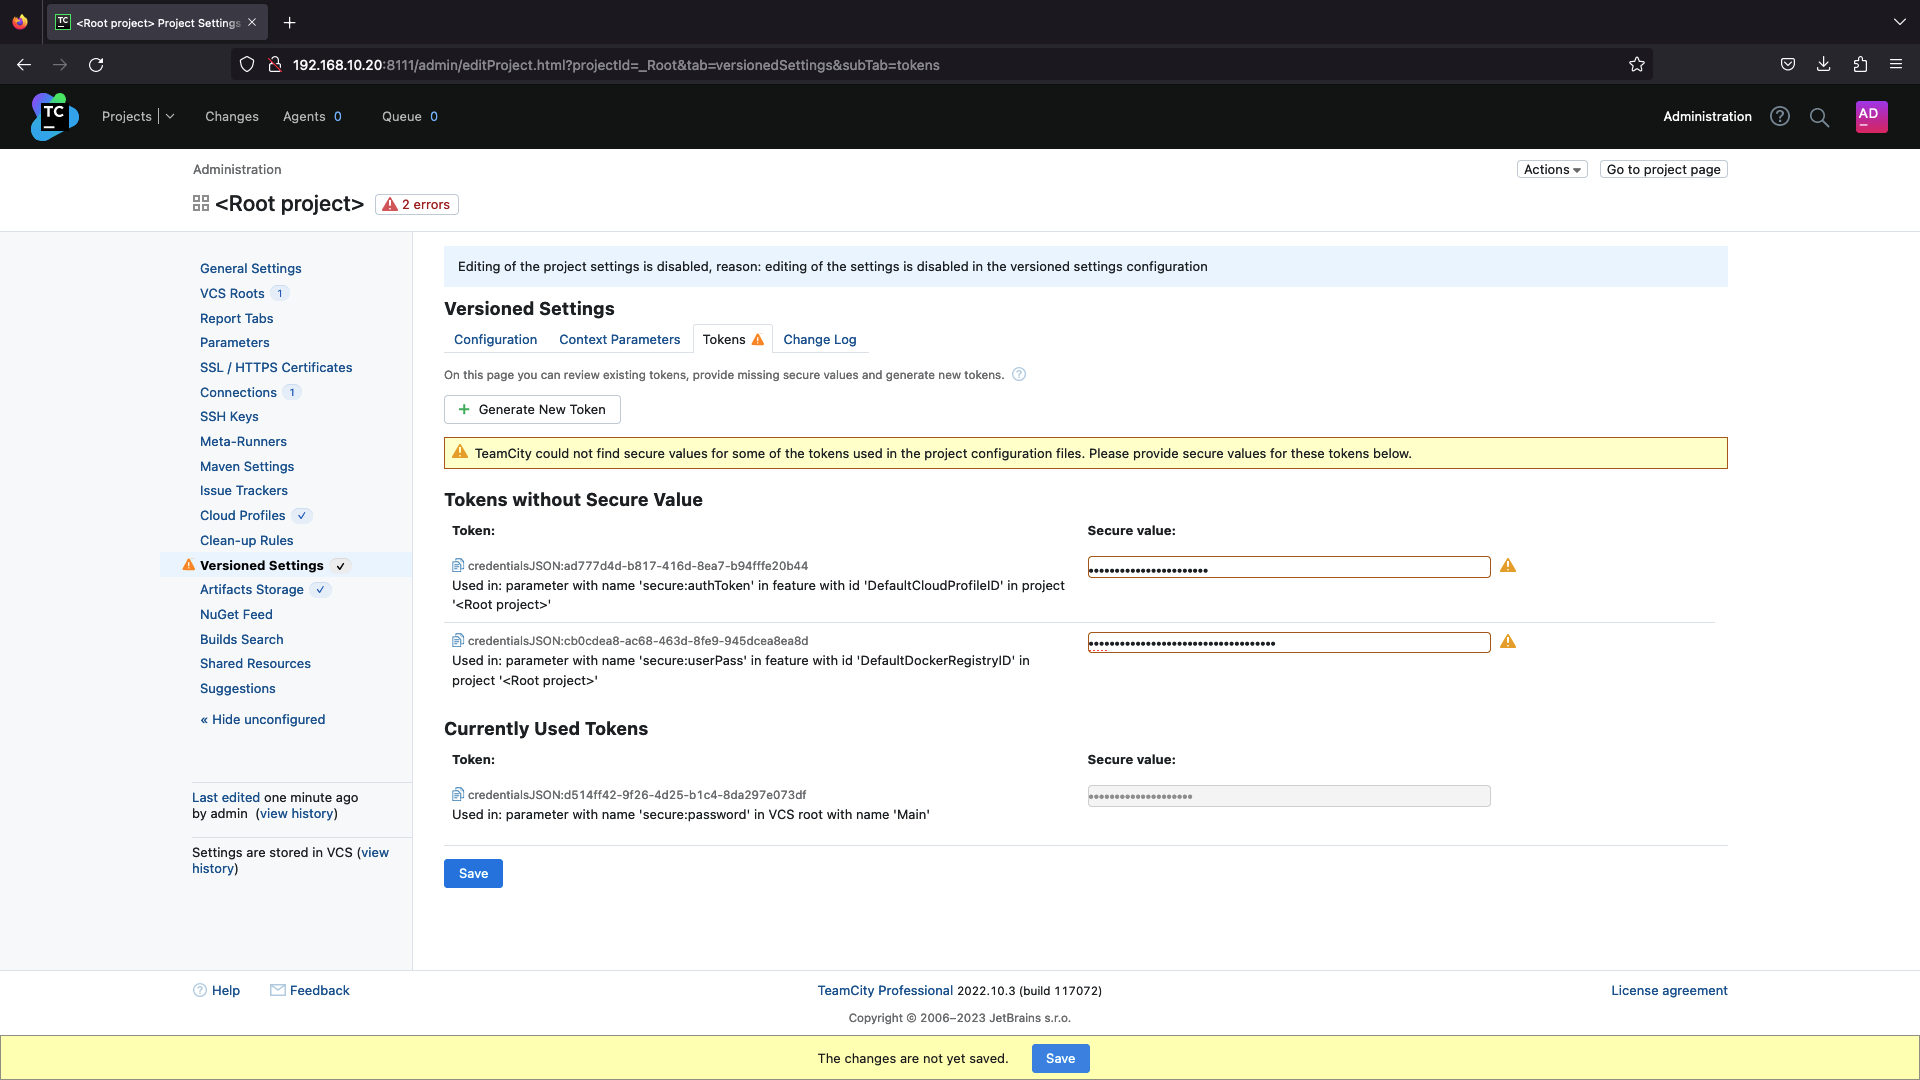 <Root project> Project Settings
192.168.10.20:8111/admin/editProject.html?projectId=_Root&tab=versionedSettings&subTab=tokens
TC
Projects
Changes
Agents 0
Queue 0
Administration
AD
Administration
Actions
Go to project page
<Root project>
2 errors
General Settings
VCS Roots 1
Report Tabs
Parameters
SSL / HTTPS Certificates
Connections 1
SSH Keys
Meta-Runners
Maven Settings
Issue Trackers
Cloud Profiles
Clean-up Rules
Versioned Settings
Artifacts Storage
NuGet Feed
Builds Search
Shared Resources
Suggestions
« Hide unconfigured
Last edited one minute ago
by admin (view history)
Settings are stored in VCS (view
history)
Editing of the project settings is disabled, reason: editing of the settings is disabled in the versioned settings configuration
Versioned Settings
Configuration
Context Parameters
Tokens
Change Log
On this page you can review existing tokens, provide missing secure values and generate new tokens.
+ Generate New Token
TeamCity could not find secure values for some of the tokens used in the project configuration files. Please provide secure values for these tokens below.
Tokens without Secure Value
Token:
Secure value:
credentialsJSON:ad777d4d-b817-416d-8ea7-b94fffe20b44
Used in: parameter with name 'secure:authToken' in feature with id 'DefaultCloudProfileID' in project
'<Root project>'
credentialsJSON:cb0cdea8-ac68-463d-8fe9-945dcea8ea8d
Used in: parameter with name 'secure:userPass' in feature with id 'DefaultDockerRegistryID' in
project '<Root project>'
Currently Used Tokens
Token:
Secure value:
credentialsJSON:d514ff42-9f26-4d25-b1c4-8da297e073df
Used in: parameter with name 'secure:password' in VCS root with name 'Main'
Save
Help
Feedback
TeamCity Professional 2022.10.3 (build 117072)
License agreement
Copyright © 2006–2023 JetBrains s.r.o.
The changes are not yet saved.
Save